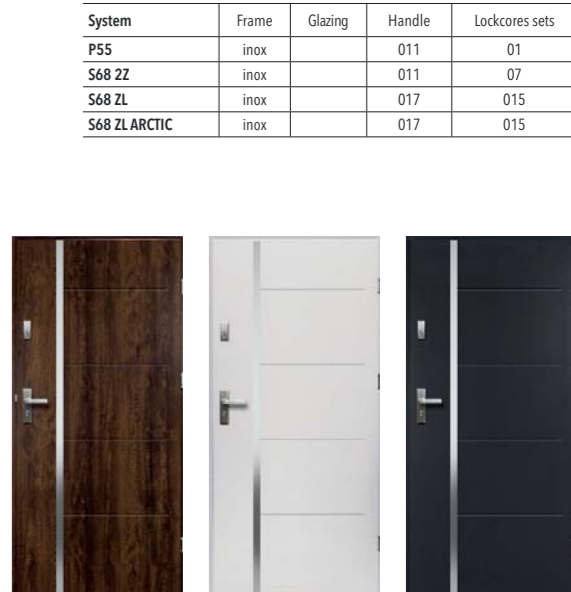 System Frame Glazing Handle Lockcores sets
P55 inox 011 01
S68 2Z inox 011 07
S68 ZL inox 017 015
S68 ZL ARCTIC inox 017 015